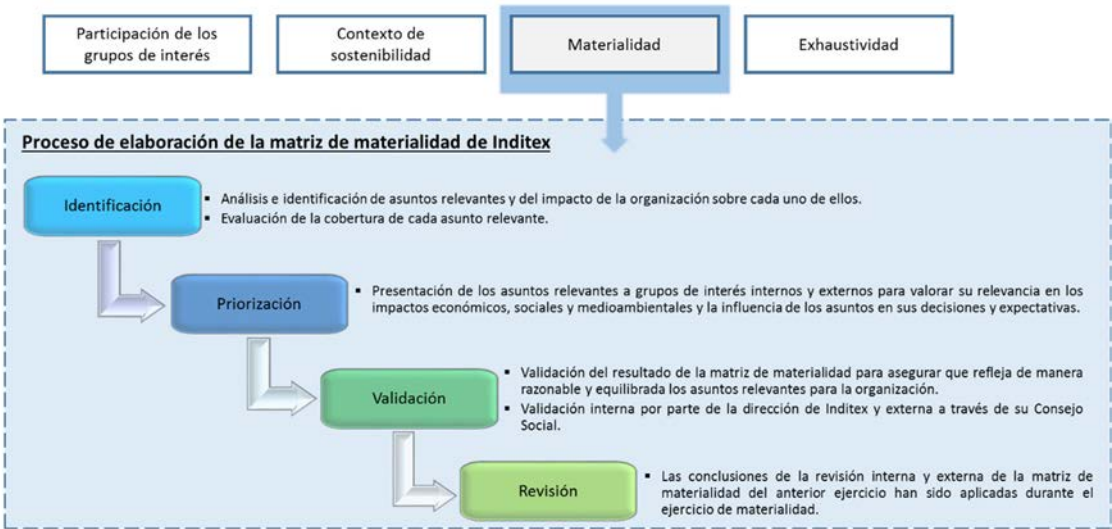 Participación de los
grupos de interés
Contexto de
sostenibilidad
Materialidad
Exhaustividad
Proceso de elaboración de la matriz de materialidad de Inditex
Identificación
▪ Análisis e identificación de asuntos relevantes y del impacto de la organización sobre cada uno de ellos.
▪ Evaluación de la cobertura de cada asunto relevante.
Priorización
▪ Presentación de los asuntos relevantes a grupos de interés internos y externos para valorar su relevancia en los
impactos económicos, sociales y medioambientales y la influencia de los asuntos en sus decisiones y expectativas.
Validación
▪ Validación del resultado de la matriz de materialidad para asegurar que refleja de manera
razonable y equilibrada los asuntos relevantes para la organización.
▪ Validación interna por parte de la dirección de Inditex y externa a través de su Consejo
Social.
Revisión
▪ Las conclusiones de la revisión interna y externa de la matriz de
materialidad del anterior ejercicio han sido aplicadas durante el
ejercicio de materialidad.